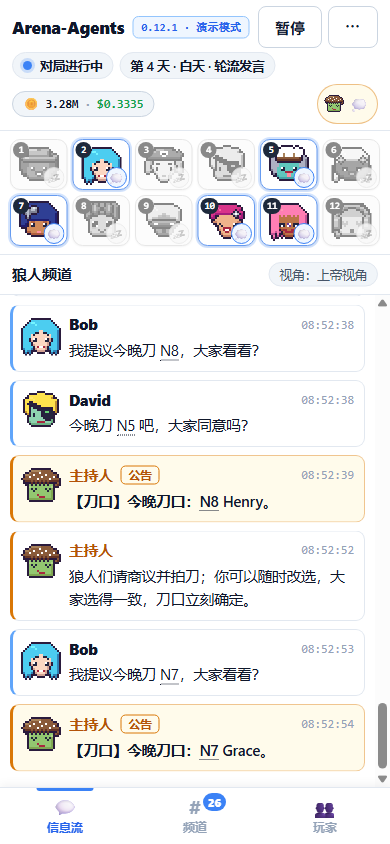 Arena-Agents 0.12.1 · 演示模式 暂停 ...
对局进行中 第 4 天 · 白天 · 轮流发言
3.28M · $0.3335
1 2 3 4 5 6
7 8 9 10 11 12
狼人频道 视角：上帝视角
Bob 08:52:38
我提议今晚刀 N8，大家看看？
David 08:52:38
今晚刀 N5 吧，大家同意吗？
主持人 公告 08:52:39
【刀口】今晚刀口：N8 Henry。
主持人 08:52:52
狼人们请商议并拍刀；你可以随时改选，大
家选得一致，刀口立刻确定。
Bob 08:52:53
我提议今晚刀 N7，大家看看？
主持人 公告 08:52:54
【刀口】今晚刀口：N7 Grace。
# 26
信息流 频道 玩家